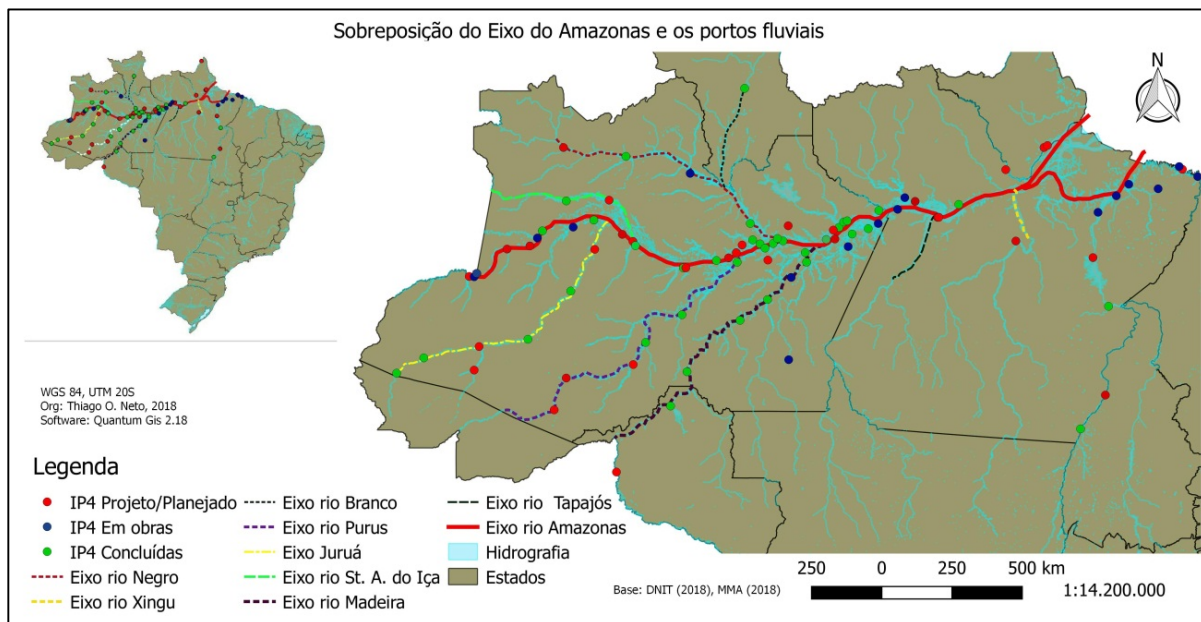 Sobreposição do Eixo do Amazonas e os portos fluviais
N
WGS 84, UTM 20S
Org: Thiago O. Neto, 2018
Software: Quantum Gis 2.18
Legenda
IP4 Projeto/Planejado
IP4 Em obras
IP4 Concluídas
Eixo rio Negro
Eixo rio Xingu
Eixo rio Branco
Eixo rio Purus
Eixo Juruá
Eixo rio St. A. do Iça
Eixo rio Madeira
Eixo rio Tapajós
Eixo rio Amazonas
Hidrografia
Estados
Base: DNIT (2018), MMA (2018)
250 0 250 500 km
1:14.200.000